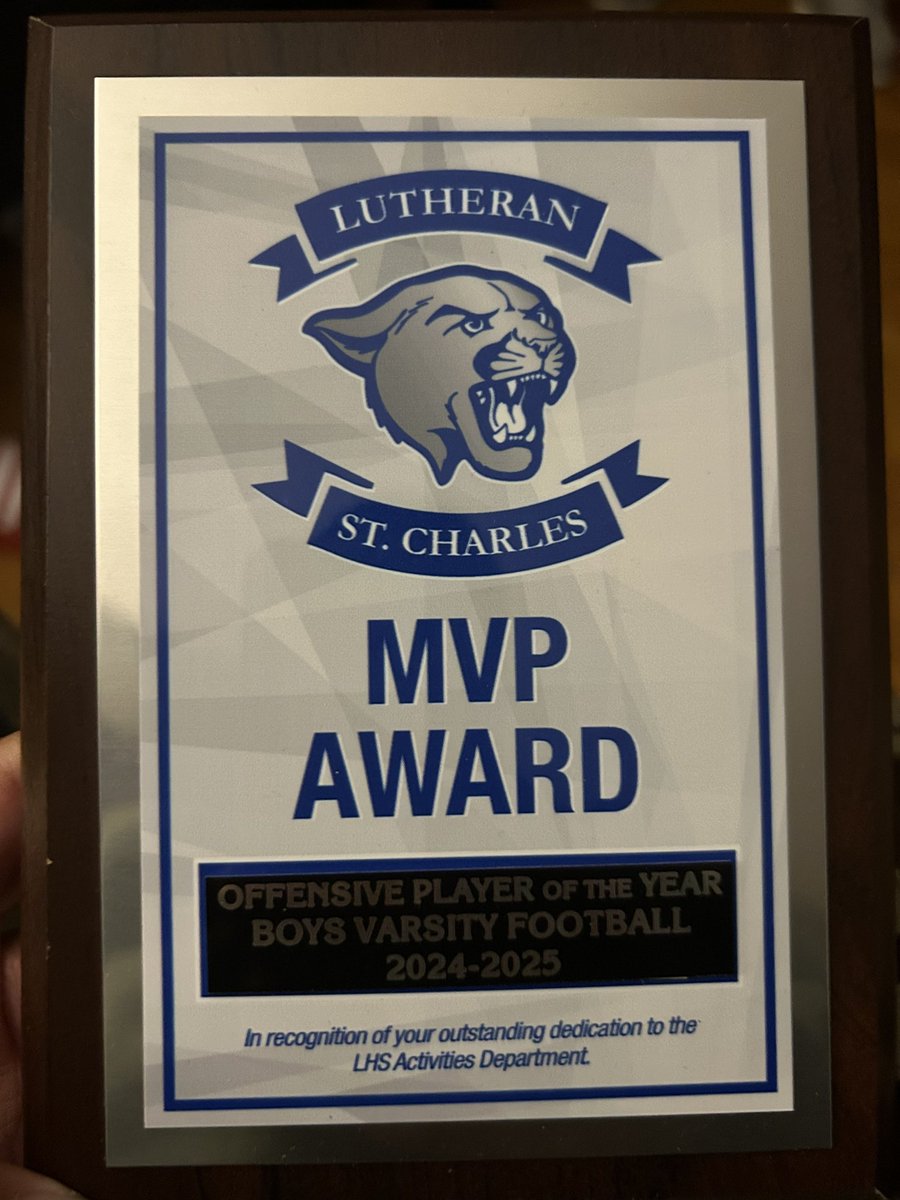 LUTHERAN
ST. CHARLES
MVP
AWARD
OFFENSIVE PLAYER OF THE YEAR
BOYS VARSITY FOOTBALL
2024-2025
In recognition of your outstanding dedication to the
LHS Activities Department.